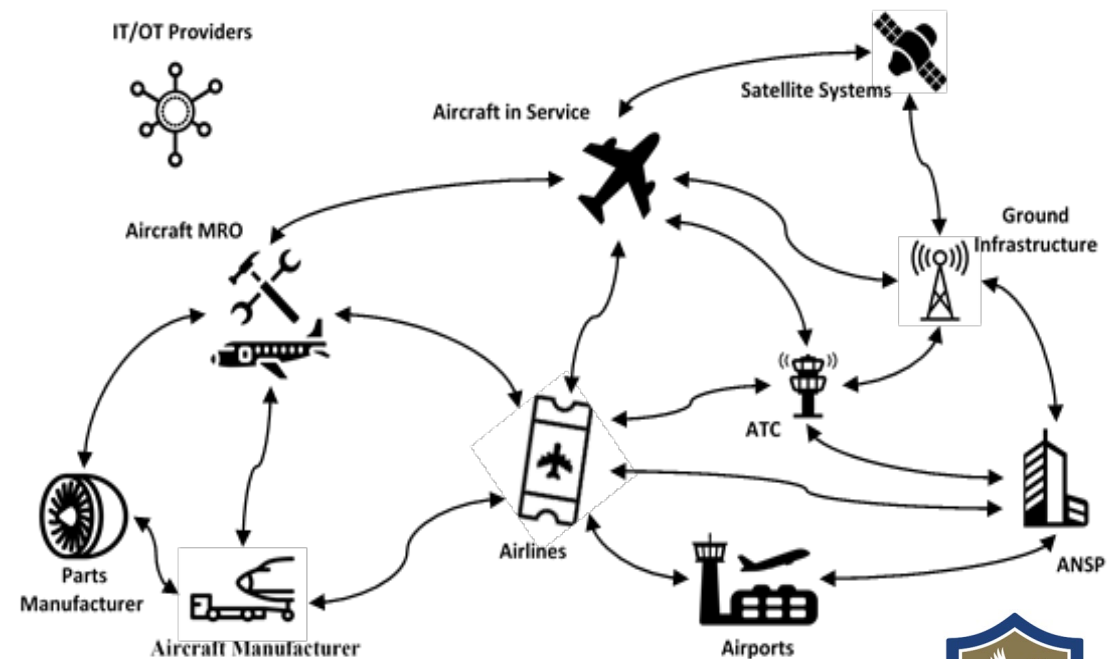 IT/OT Providers
Satellite Systems
Aircraft in Service
Ground
Infrastructure
Aircraft MRO
ATC
Airlines
ANSP
Parts
Manufacturer
Aircraft Manufacturer
Airports